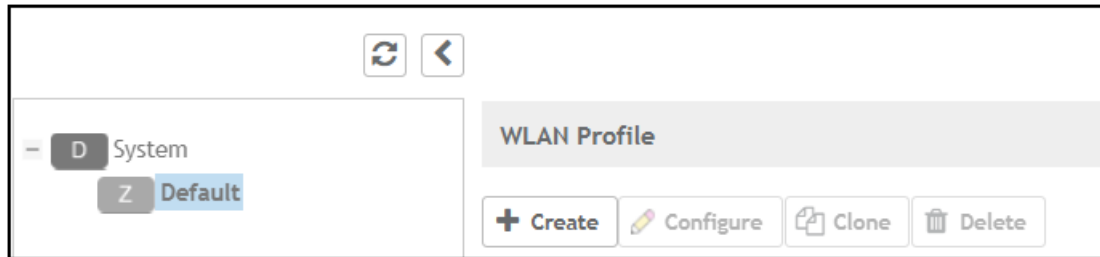 D System
Z Default
WLAN Profile
Create Configure Clone Delete